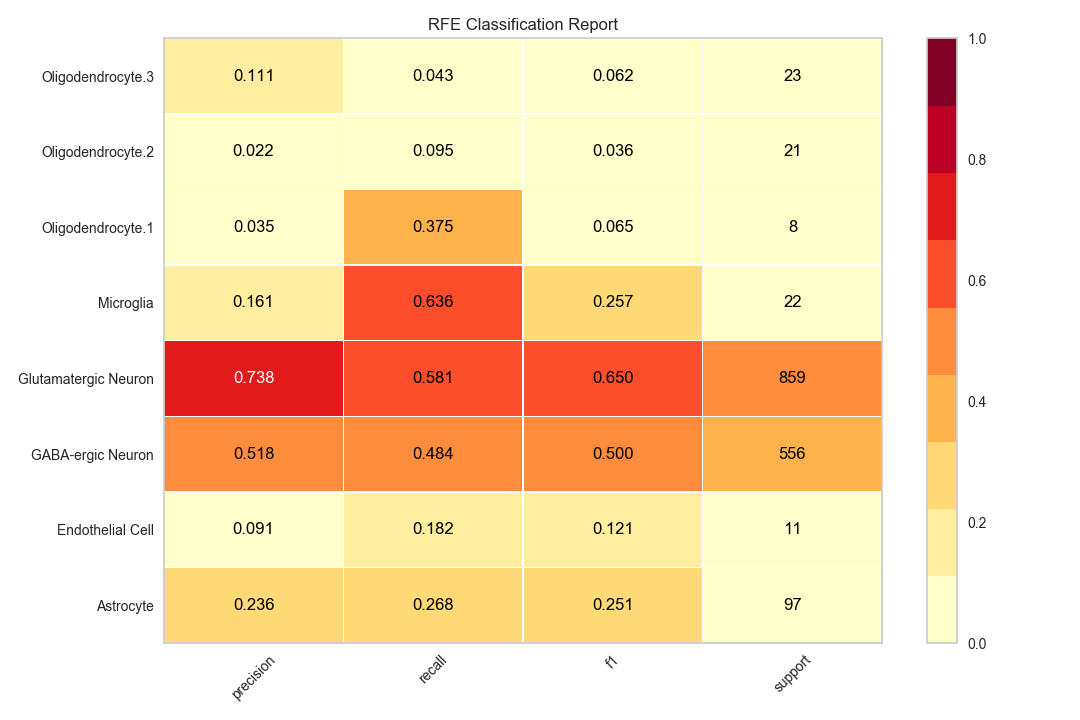 RFE Classification Report
Oligodendrocyte.3 0.111 0.043 0.062 23
Oligodendrocyte.2 0.022 0.095 0.036 21
Oligodendrocyte.1 0.035 0.375 0.065 8
Microglia 0.161 0.636 0.257 22
Glutamatergic Neuron 0.738 0.581 0.650 859
GABA-ergic Neuron 0.518 0.484 0.500 556
Endothelial Cell 0.091 0.182 0.121 11
Astrocyte 0.236 0.268 0.251 97
precision recall f1 support
1.0
0.8
0.6
0.4
0.2
0.0